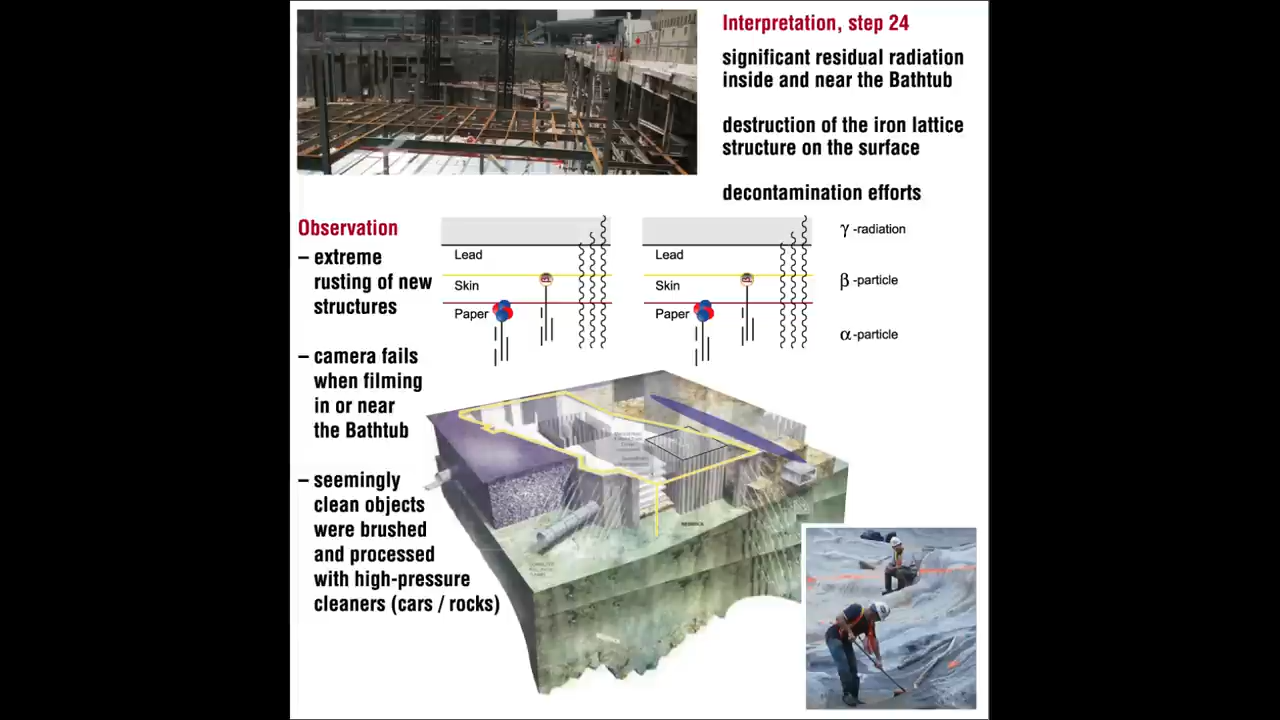 Interpretation, step 24
significant residual radiation
inside and near the Bathtub
destruction of the iron lattice
structure on the surface
decontamination efforts
Observation
– extreme
rusting of new
structures
– camera fails
when filming
in or near
the Bathtub
– seemingly
clean objects
were brushed
and processed
with high-pressure
cleaners (cars / rocks)
Lead
Skin
Paper
Lead
Skin
Paper
γ -radiation
β -particle
α -particle
BEDROCK